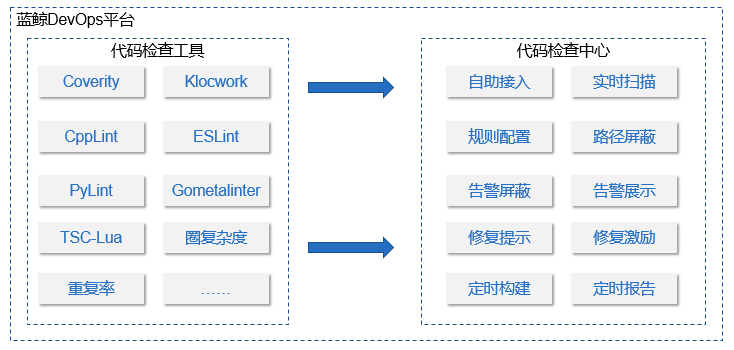 蓝鲸DevOps平台
代码检查工具
Coverity
Klocwork
CppLint
ESLint
PyLint
Gometalinter
TSC-Lua
圈复杂度
重复率
……
代码检查中心
自助接入
实时扫描
规则配置
路径屏蔽
告警屏蔽
告警展示
修复提示
修复激励
定时构建
定时报告